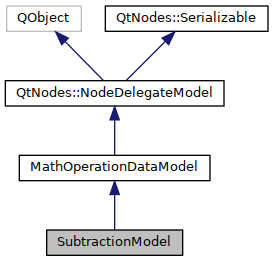 QObject
QtNodes::Serializable
QtNodes::NodeDelegateModel
MathOperationDataModel
SubtractionModel